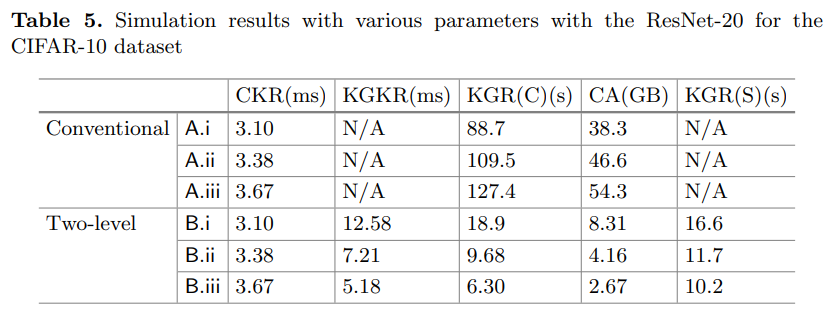 Table 5. Simulation results with various parameters with the ResNet-20 for the
CIFAR-10 dataset
CKR(ms) KGKR(ms) KGR(C)(s) CA(GB) KGR(S)(s)
Conventional A.i 3.10 N/A 88.7 38.3 N/A
A.ii 3.38 N/A 109.5 46.6 N/A
A.iii 3.67 N/A 127.4 54.3 N/A
Two-level B.i 3.10 12.58 18.9 8.31 16.6
B.ii 3.38 7.21 9.68 4.16 11.7
B.iii 3.67 5.18 6.30 2.67 10.2